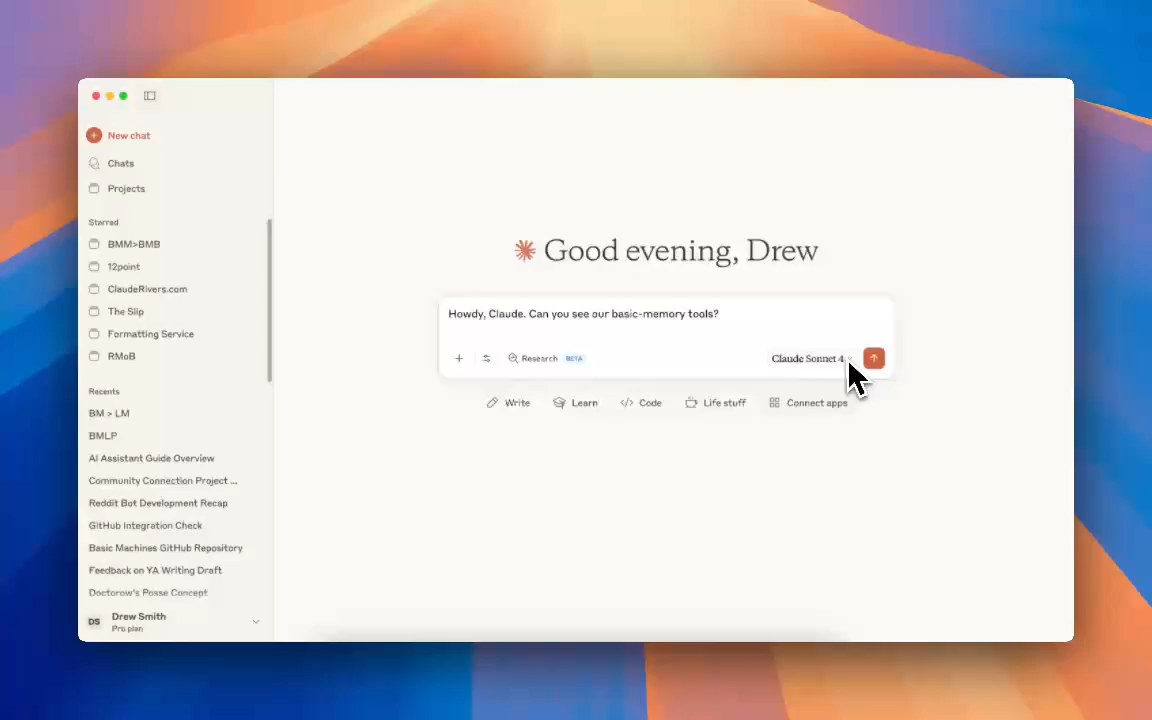 New chat
Chats
Projects
Starred
BMM>BMB
12point
ClaudeRivers.com
The Slip
Formatting Service
RMoB
Recents
BM > LM
BMLP
AI Assistant Guide Overview
Community Connection Project ...
Reddit Bot Development Recap
GitHub Integration Check
Basic Machines GitHub Repository
Feedback on YA Writing Draft
Doctorow's Posse Concept
DS
Drew Smith
Pro plan
Good evening, Drew
Howdy, Claude. Can you see our basic-memory tools?
Research BETA
Claude Sonnet 4
Write
Learn
Code
Life stuff
Connect apps